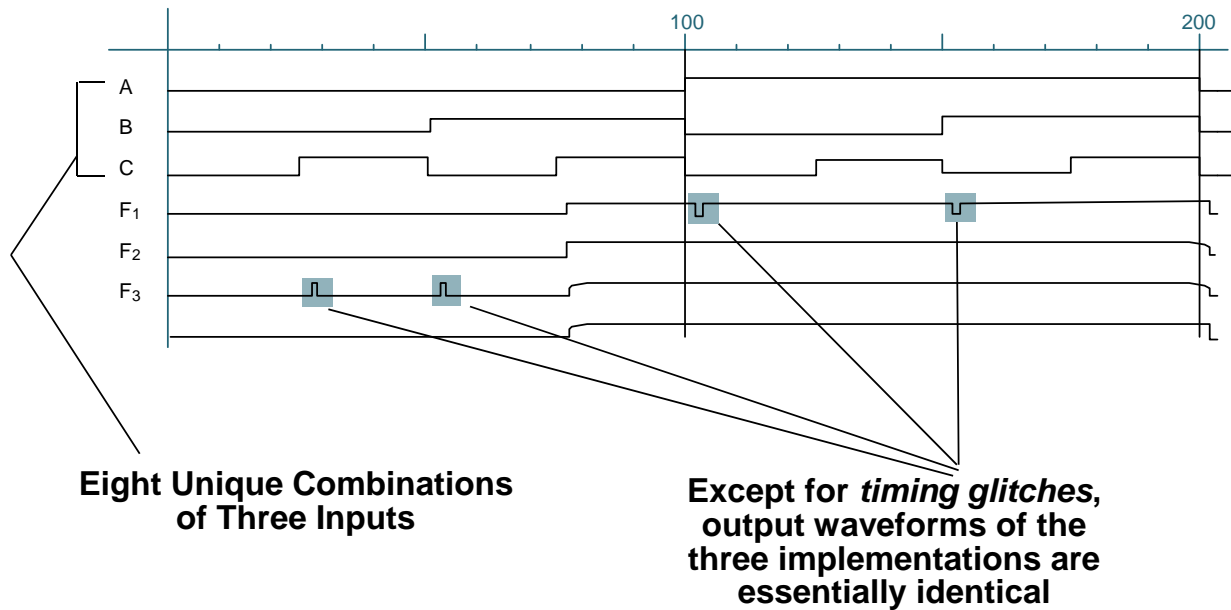 100 200
A
B
C
F1
F2
F3
Eight Unique Combinations
of Three Inputs
Except for timing glitches,
output waveforms of the
three implementations are
essentially identical